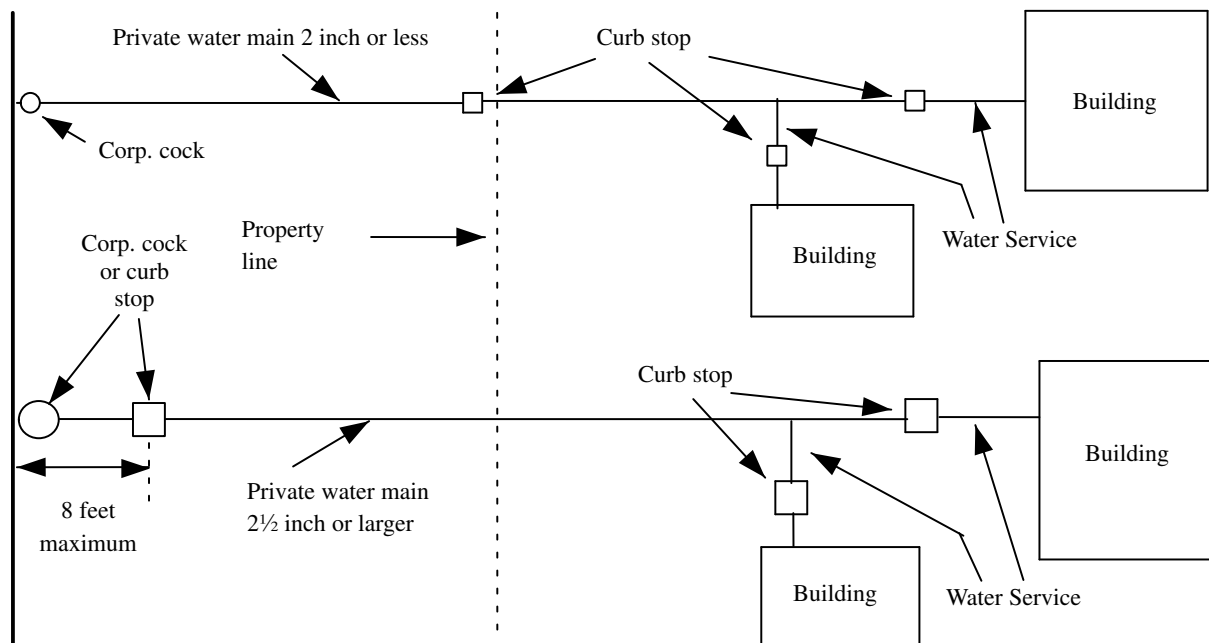 Private water main 2 inch or less
Curb stop
Building
Corp. cock
Property
line
Water Service
Building
Corp. cock
or curb
stop
Curb stop
Building
8 feet
maximum
Private water main
2½ inch or larger
Building
Water Service